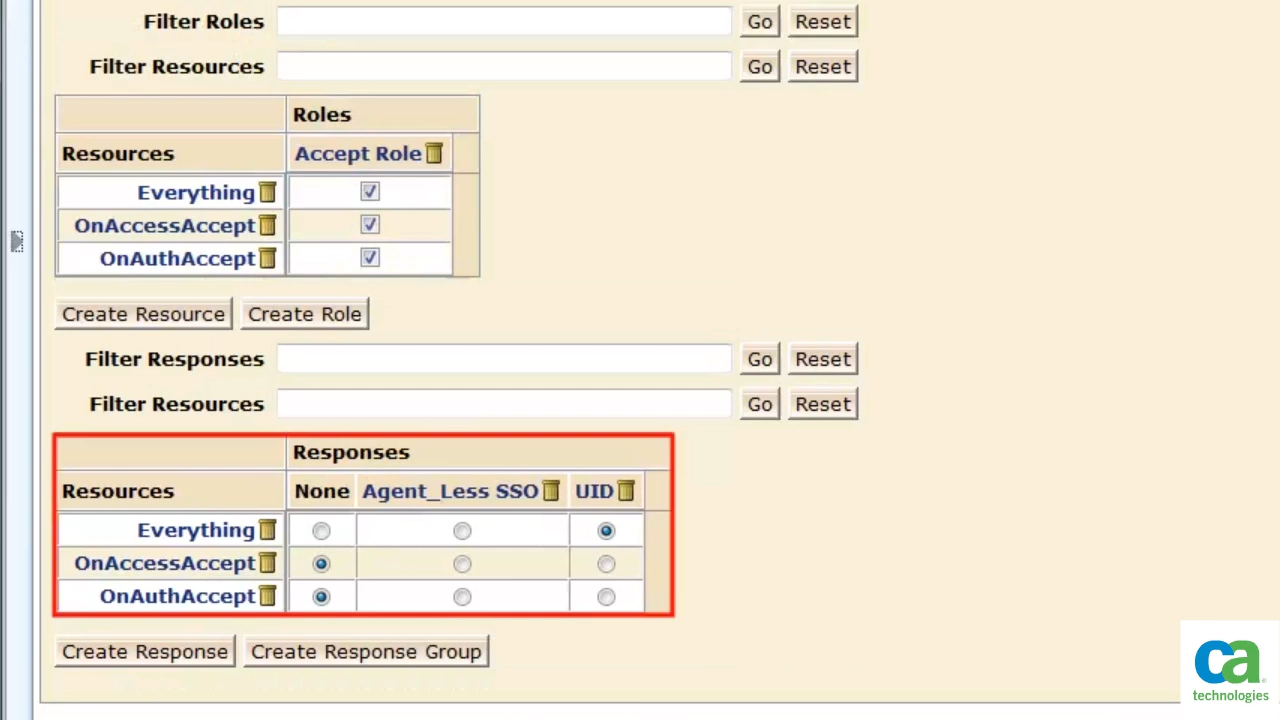 Filter Roles Go Reset
Filter Resources Go Reset
Roles
Resources Accept Role
Everything
OnAccessAccept
OnAuthAccept
Create Resource Create Role
Filter Responses Go Reset
Filter Resources Go Reset
Responses
Resources None Agent_Less SSO UID
Everything
OnAccessAccept
OnAuthAccept
Create Response Create Response Group
ca
technologies